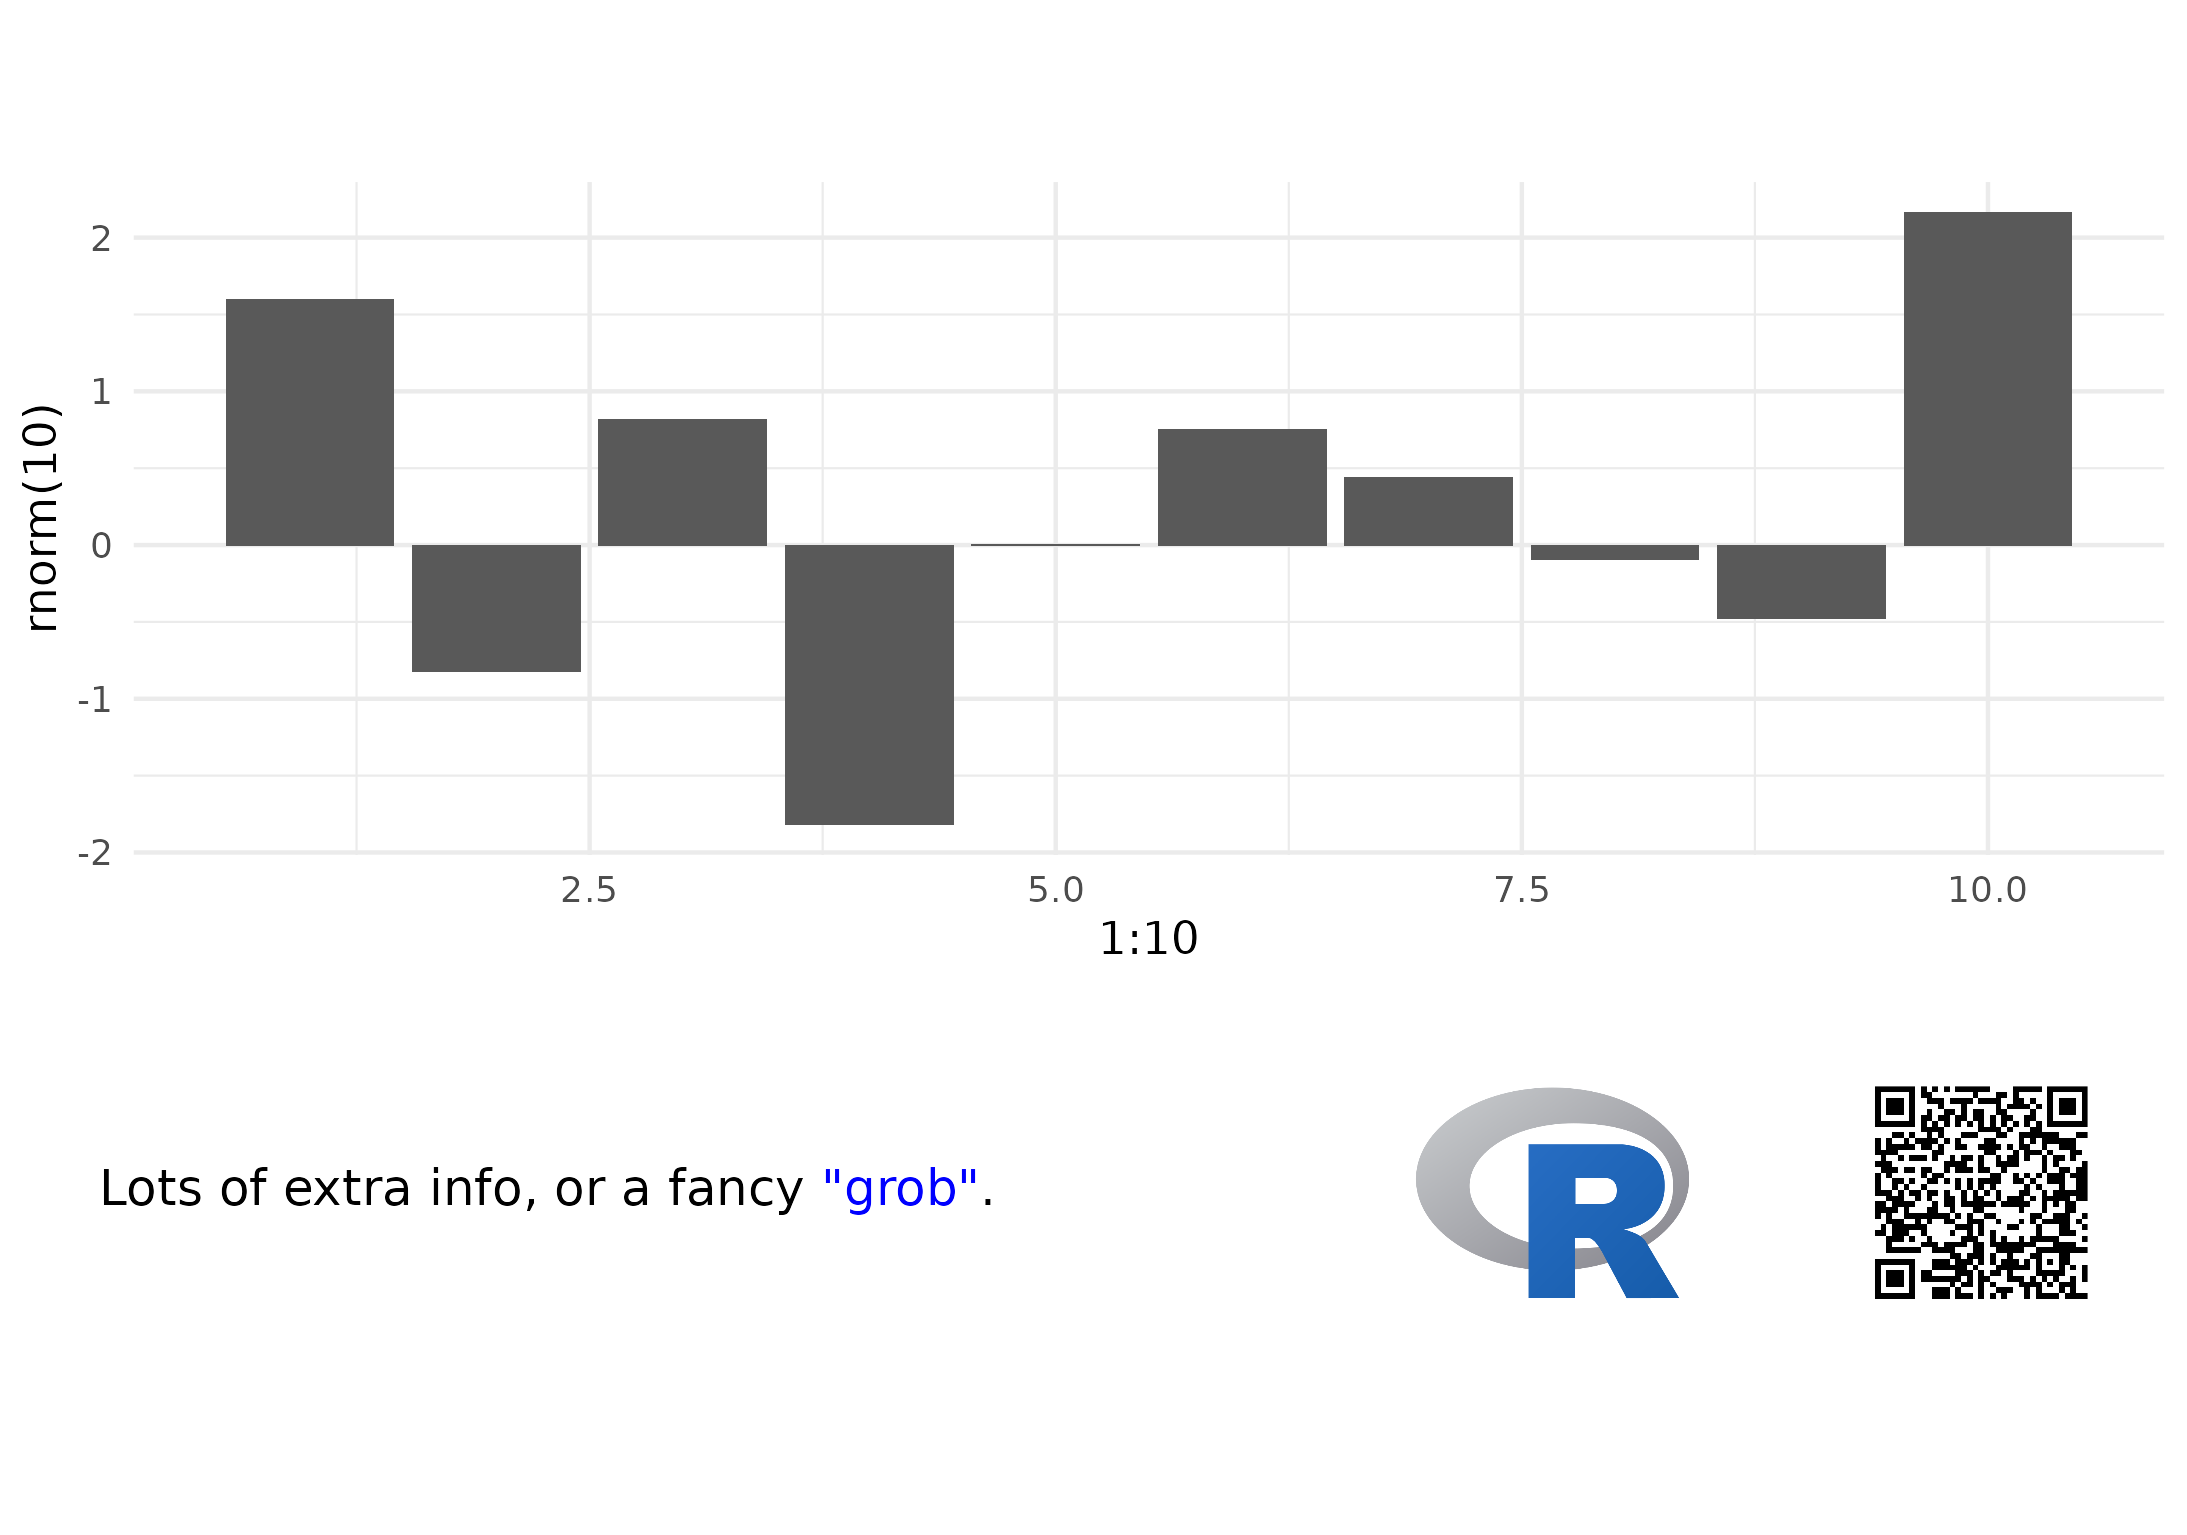 rnorm(10)
2
1
0
-1
-2
2.5 5.0 7.5 10.0
1:10
Lots of extra info, or a fancy "grob".
R